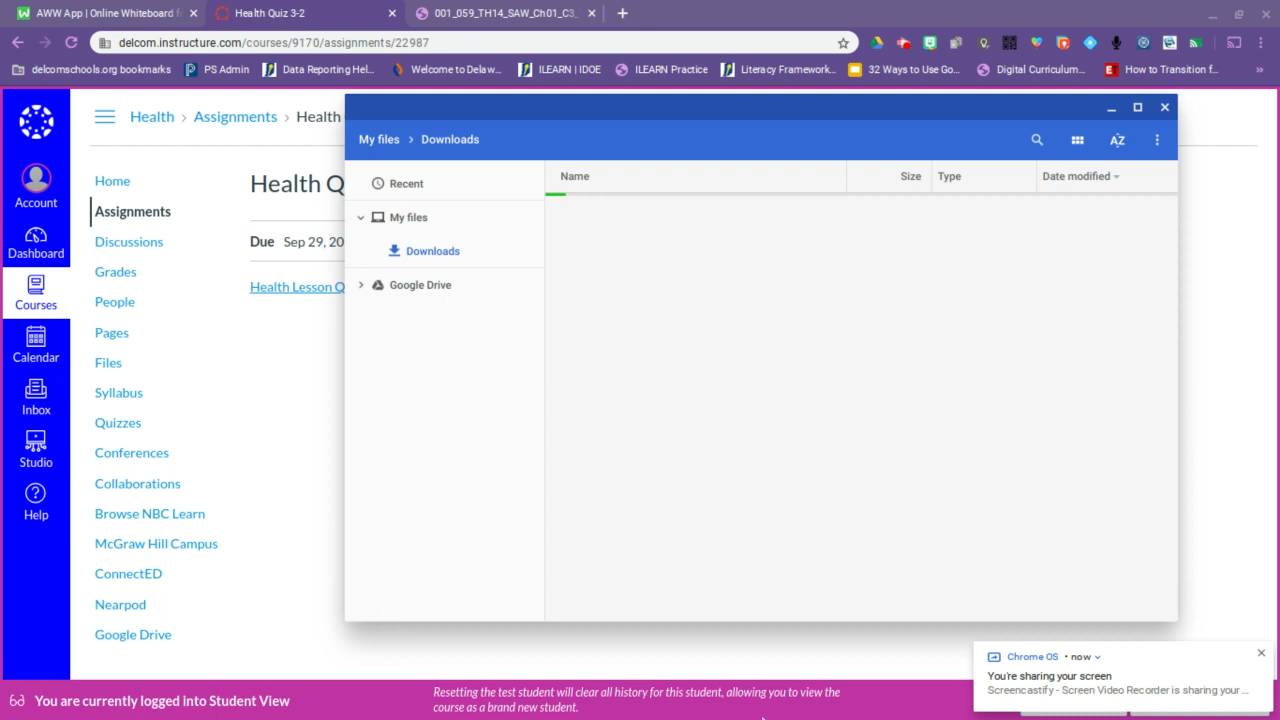 AWW App | Online Whiteboard f
Health Quiz 3-2
001_059_TH14_SAW_Ch01_C3_
delcom.instructure.com/courses/9170/assignments/22987
delcomschools.org bookmarks
PS Admin
Data Reporting Hel...
Welcome to Delaw...
ILEARN | IDOE
ILEARN Practice
Literacy Framework...
32 Ways to Use Go...
Digital Curriculum...
How to Transition f...
Account
Dashboard
Courses
Calendar
Inbox
Studio
Help
Health > Assignments > Health
Home
Assignments
Discussions
Grades
People
Pages
Files
Syllabus
Quizzes
Conferences
Collaborations
Browse NBC Learn
McGraw Hill Campus
ConnectED
Nearpod
Google Drive
Health Q
Due Sep 29, 20
Health Lesson Q
My files > Downloads
AZ
Recent
My files
Downloads
Google Drive
Name
Size
Type
Date modified
Chrome OS • now
You're sharing your screen
Screencastify - Screen Video Recorder is sharing your ...
You are currently logged into Student View
Resetting the test student will clear all history for this student, allowing you to view the
course as a brand new student.